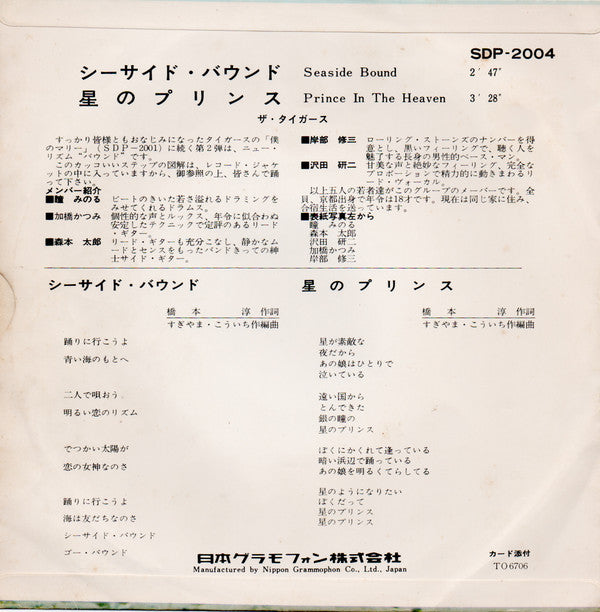 SDP-2004
シーサイド・バウンド Seaside Bound 2′ 47″
星のプリンス Prince In The Heaven 3′ 28″
ザ・タイガース
すっかり皆様ともおなじみになったタイガースの「僕
のマリー」(SDP-2001)に続く第2弾は、ニュー・
リズム“バウンド”です。
このカッコいいステップの図解は、レコード・ジャケ
ットの中に入っていますから、御参照の上、皆さんで踊
って下さい。
メンバー紹介
■瞳 みのる ビートのきいた若さ溢れるドラミングを
みせてくれるドラムス。
■加橋かつみ 個性的な声とルックス、年令に似合わぬ
安定したテクニックで定評のあるリード
・ギター。
■森本 太郎 リード・ギターも充分こなし、静かなム
ードとセンスをもったバンドきっての紳
士サイド・ギター。
■岸部 修三 ローリング・ストーンズのナンバーを得
意とし、黒いフィーリングで、聴く人を
魅了する長身の男性的ベース・マン。
■沢田 研二 甘美な声と絶妙なフィーリング、完全な
プロポーションで精力的に動きまわるリ
ード・ヴォーカル。
以上五人の若者達がこのグループのメーバーです。全
員、京都出身で年令は18才です。現在は同じ家に住み、
合宿生活を送っています。
■表紙写真左から
瞳 みのる
森本 太郎
沢田 研二
加橋かつみ
岸部 修三
シーサイド・バウンド
橋本 淳 作詞
すぎやま・こういち作編曲
踊りに行こうよ
青い海のもとへ
二人で唄おう
明るい恋のリズム
でっかい太陽が
恋の女神なのさ
踊りに行こうよ
海は友だちなのさ
シーサイド・バウンド
ゴー・バウンド
星のプリンス
橋本 淳 作詞
すぎやま・こういち作編曲
星が素敵な
夜だから
あの娘はひとりで
泣いている
遠い国から
とんできた
銀の瞳の
星のプリンス
ぼくにかくれて逢っている
暗い浜辺で踊っている
あの娘を明るくてらしてる
星のようになりたい
ぼくだって
星のプリンス
星のプリンス
日本グラモフォン株式会社
Manufactured by Nippon Grammophon Co., Ltd., Japan
カード添付
TO6706